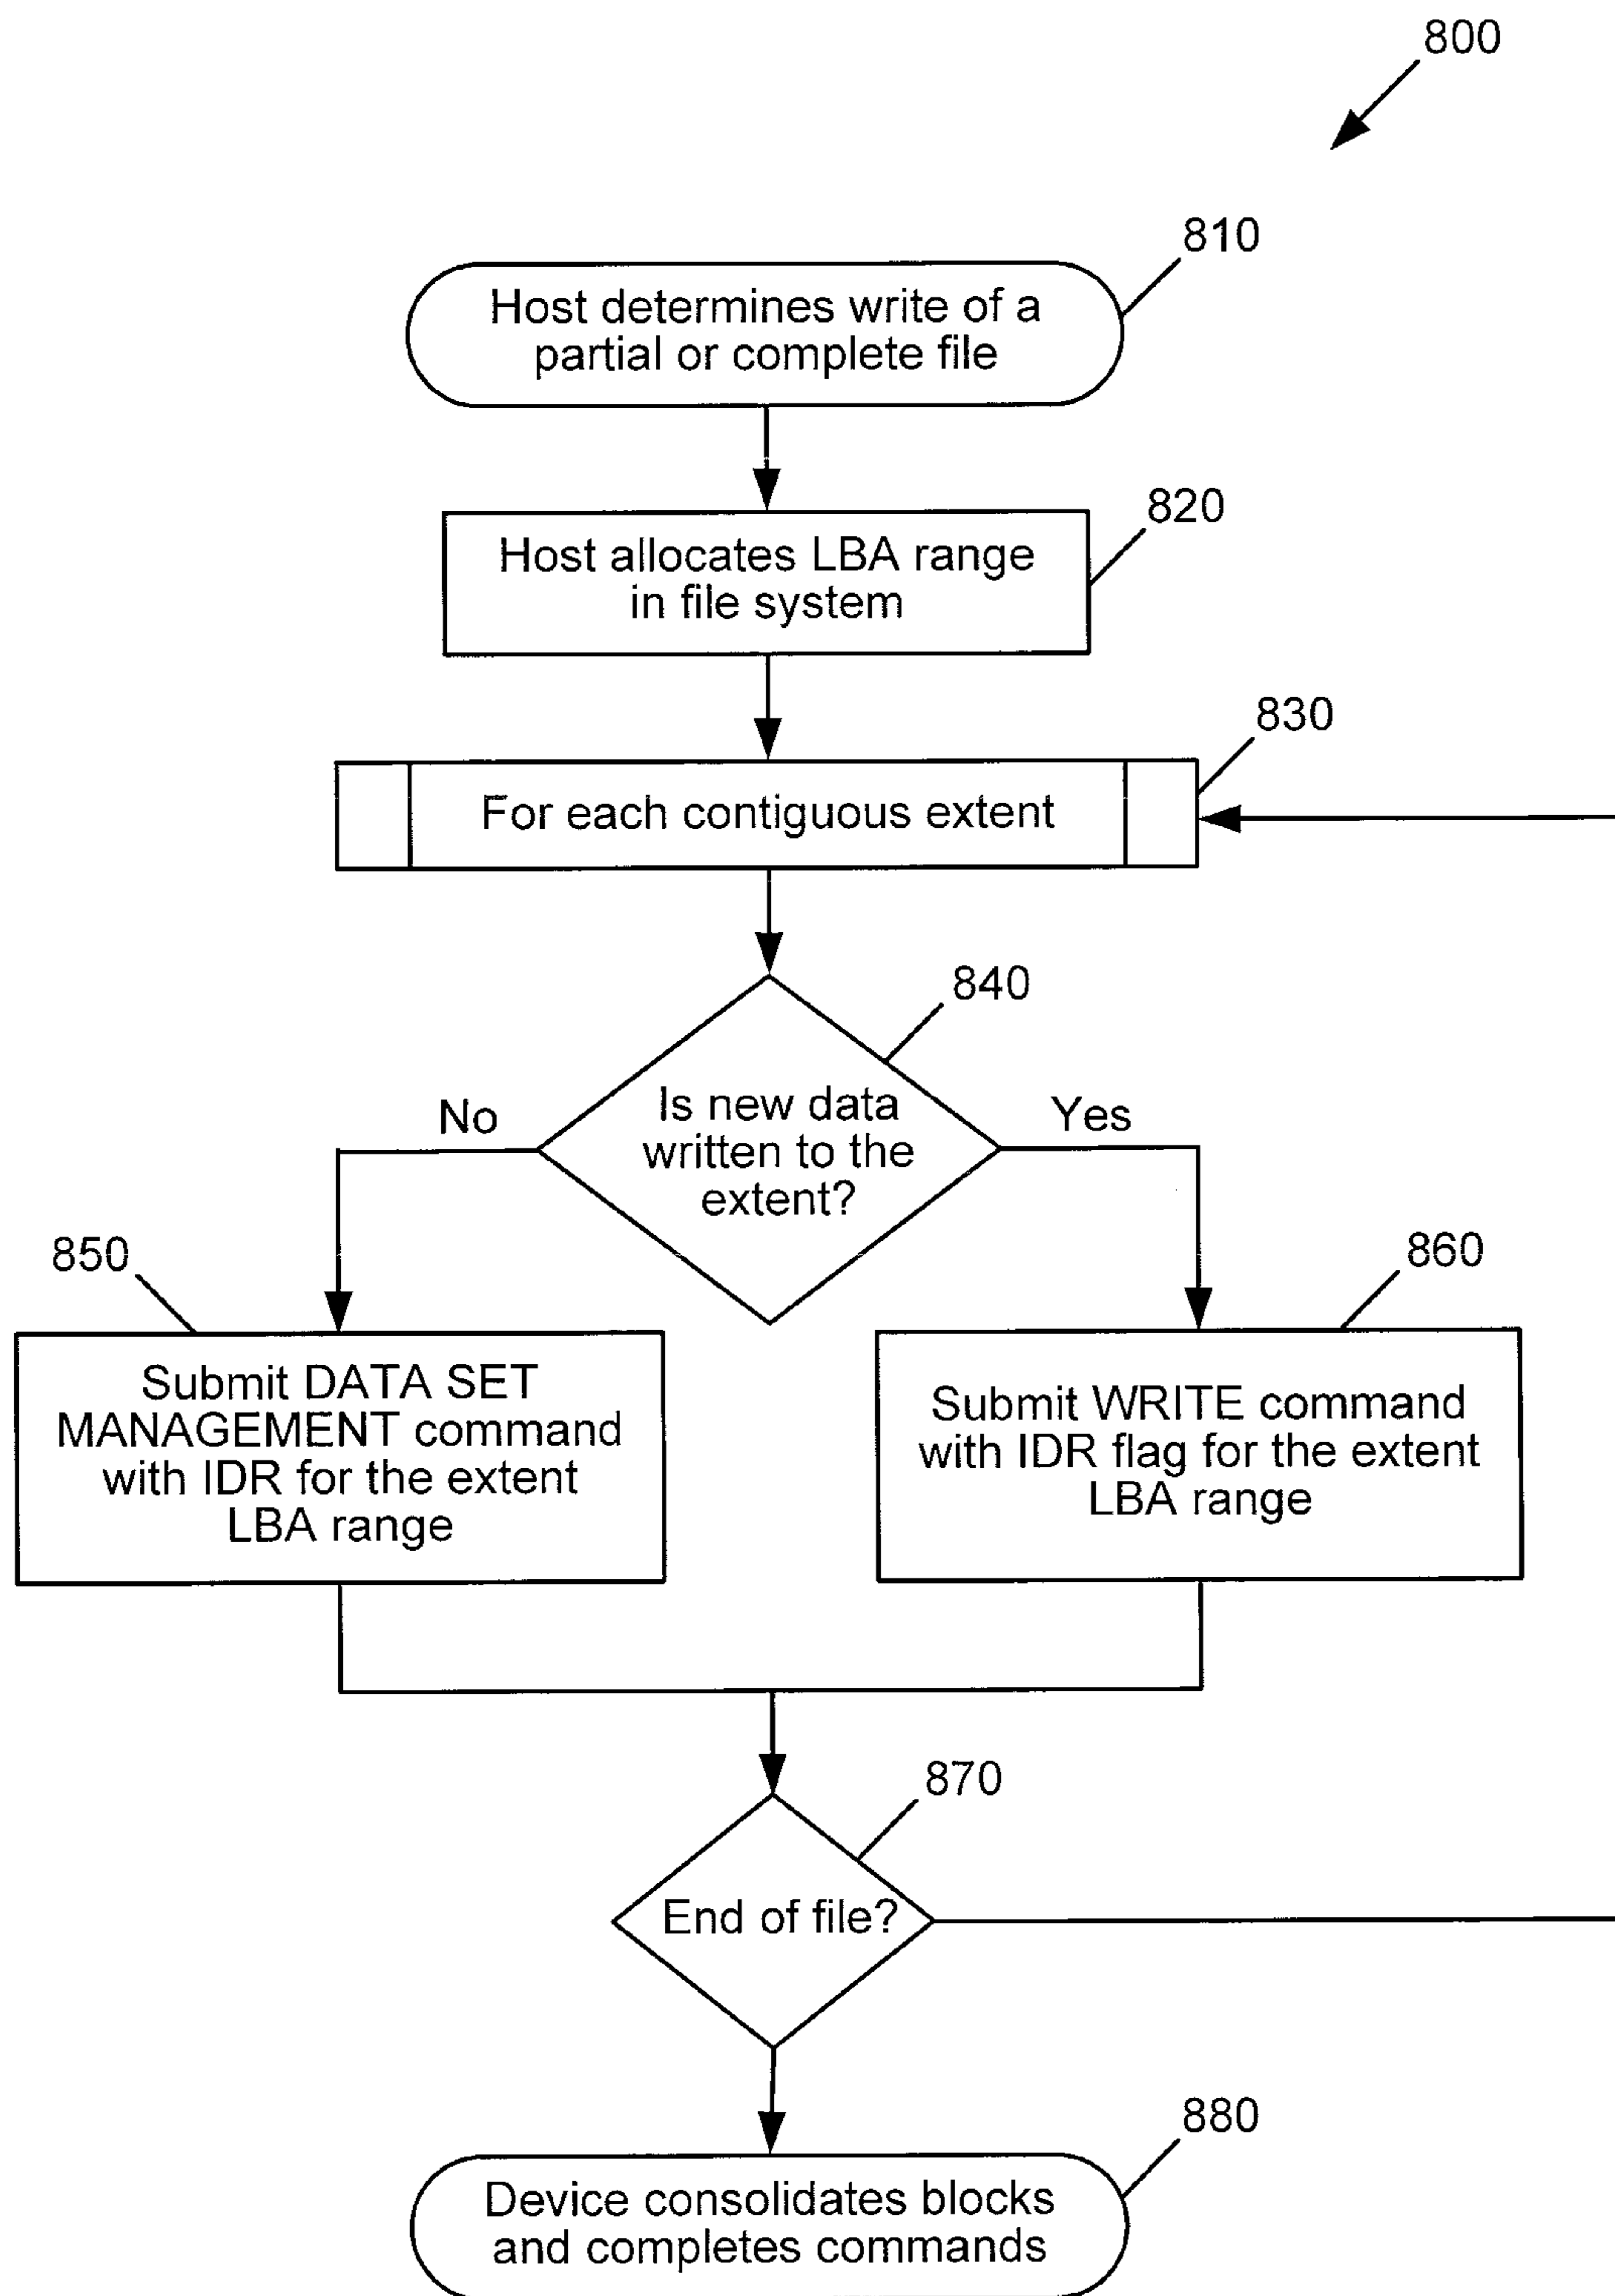 800
810
Host determines write of a
partial or complete file
820
Host allocates LBA range
in file system
830
For each contiguous extent
840
Is new data
written to the
extent?
No
Yes
850
860
Submit DATA SET
MANAGEMENT command
with IDR for the extent
LBA range
Submit WRITE command
with IDR flag for the extent
LBA range
870
End of file?
880
Device consolidates blocks
and completes commands